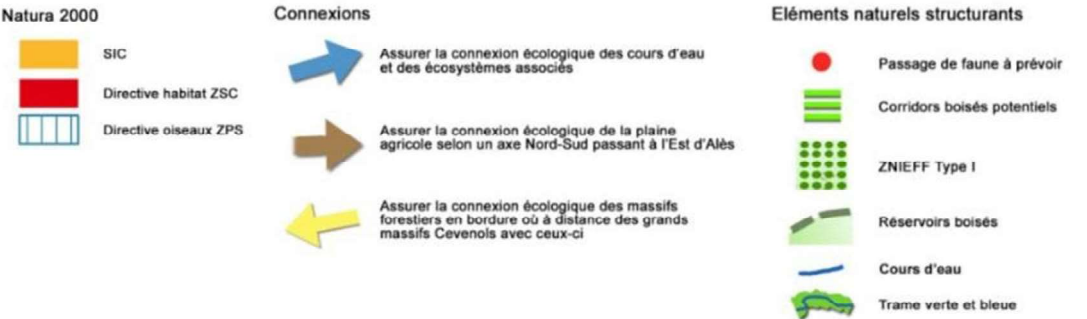 Natura 2000
SIC
Directive habitat ZSC
Directive oiseaux ZPS
Connexions
Assurer la connexion écologique des cours d'eau
et des écosystèmes associés
Assurer la connexion écologique de la plaine
agricole selon un axe Nord-Sud passant à l'Est d'Alès
Assurer la connexion écologique des massifs
forestiers en bordure où à distance des grands
massifs Cevenols avec ceux-ci
Eléments naturels structurants
Passage de faune à prévoir
Corridors boisés potentiels
ZNIEFF Type I
Réservoirs boisés
Cours d'eau
Trame verte et bleue